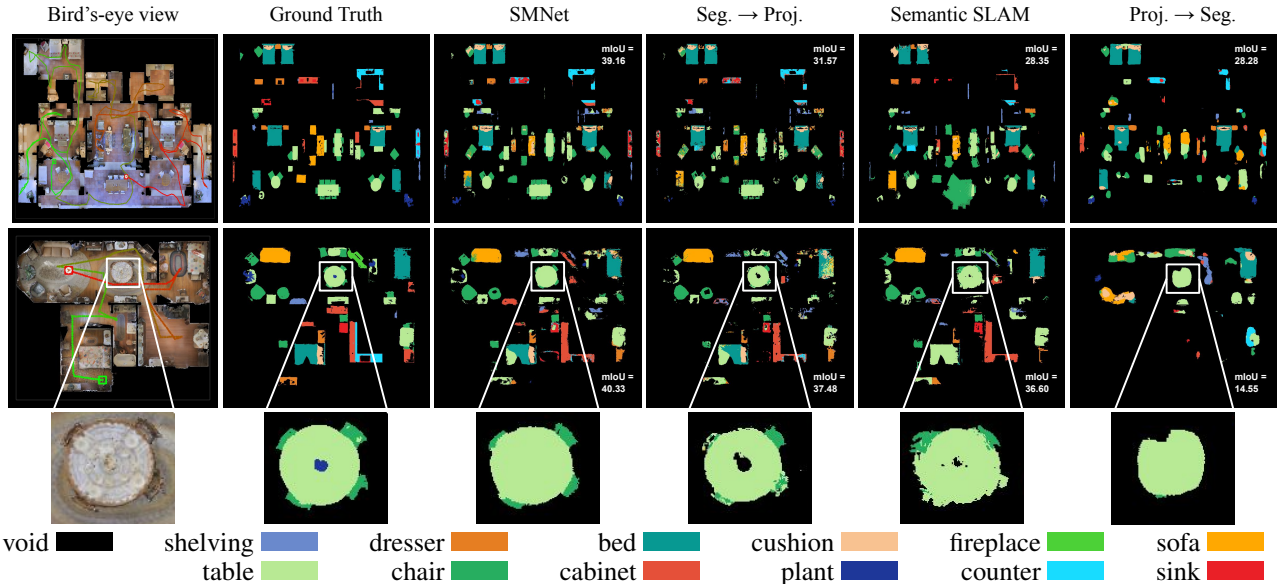 Bird's-eye view Ground Truth SMNet Seg. → Proj. Semantic SLAM Proj. → Seg.
mIoU = 39.16
mIoU = 31.57
mIoU = 28.35
mIoU = 28.28
mIoU = 40.33
mIoU = 37.48
mIoU = 36.60
mIoU = 14.55
void shelving dresser bed cushion fireplace sofa
table chair cabinet plant counter sink